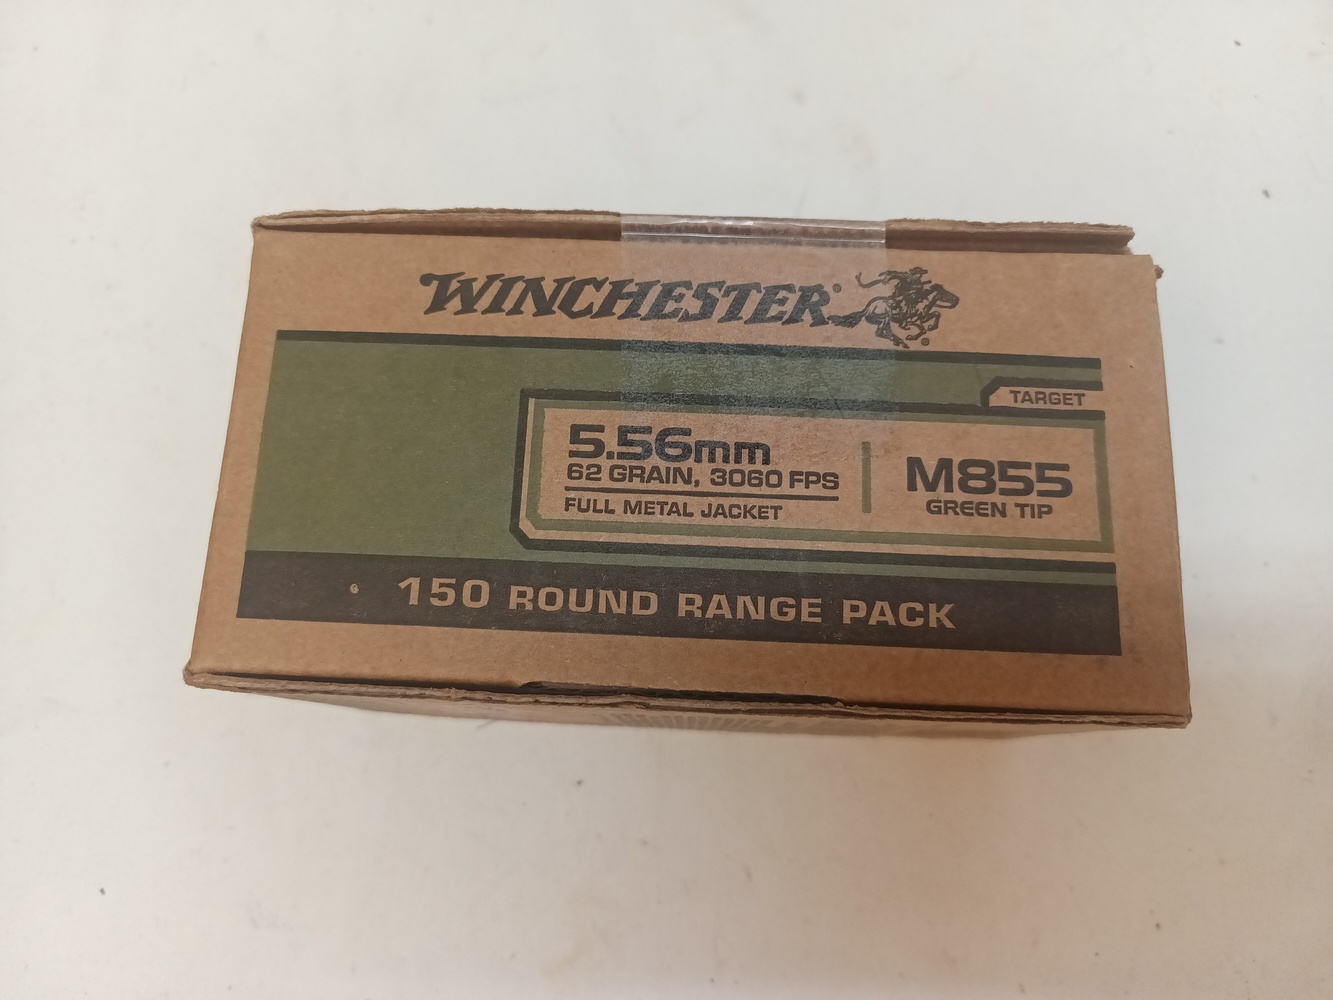 WINCHESTER®
TARGET
5.56mm
62 GRAIN, 3060 FPS
FULL METAL JACKET
M855
GREEN TIP
150 ROUND RANGE PACK